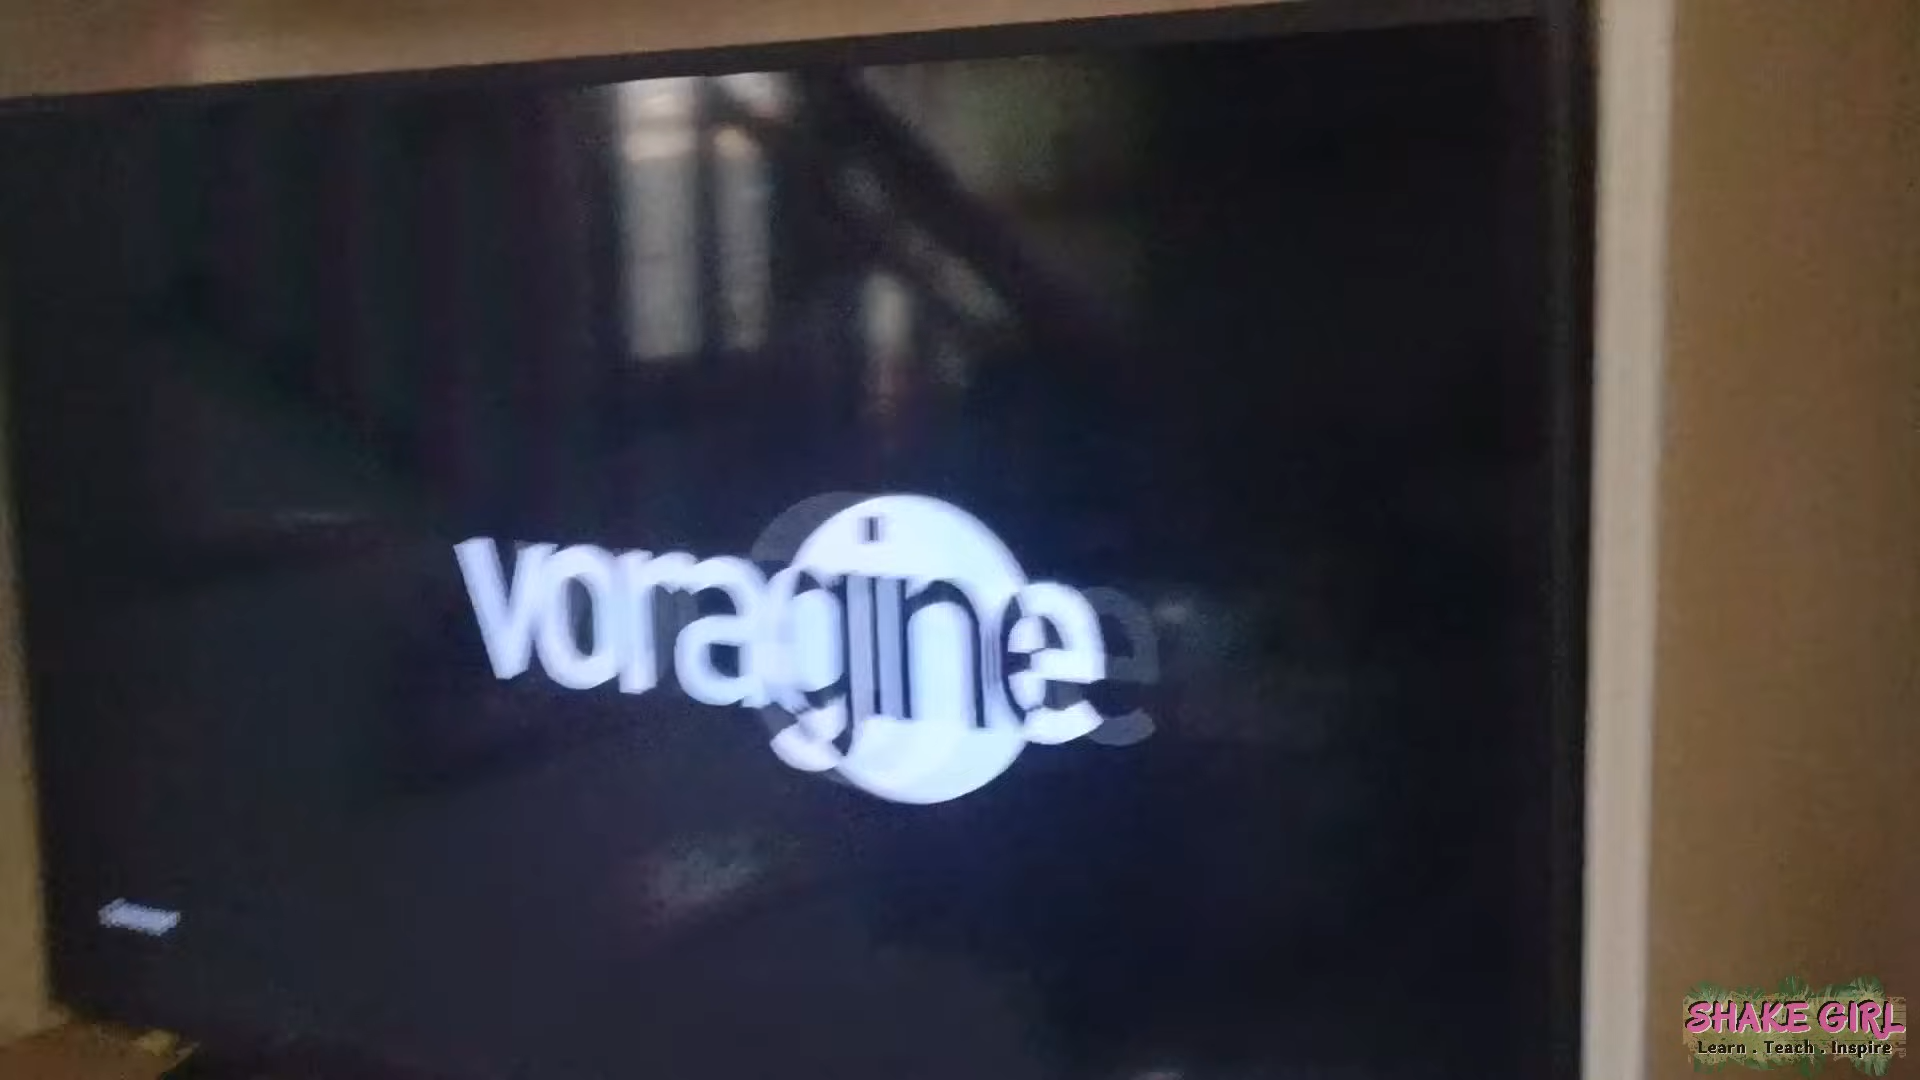 voragine
SHAKE GIRL
Learn . Teach . Inspire